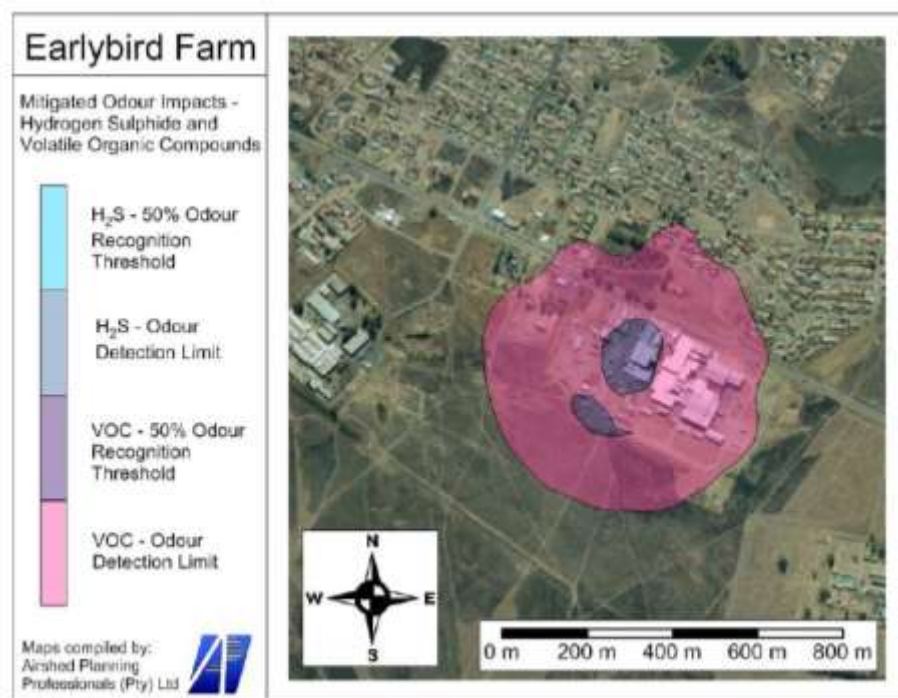 Earlybird Farm
Mitigated Odour Impacts -
Hydrogen Sulphide and
Volatile Organic Compounds
H₂S - 50% Odour
Recognition
Threshold
H₂S - Odour
Detection Limit
VOC - 50% Odour
Recognition
Threshold
VOC - Odour
Detection Limit
Maps compiled by:
Airshed Planning
Professionals (Pty) Ltd
N
W E
S
0 m 200 m 400 m 600 m 800 m